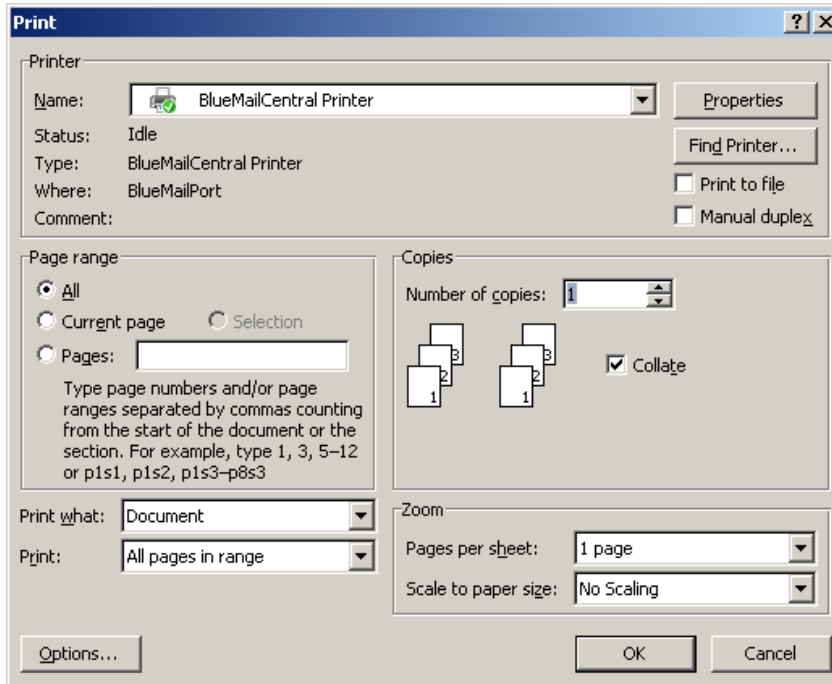 Print
Printer
Name: BlueMailCentral Printer
Properties
Status: Idle
Find Printer...
Type: BlueMailCentral Printer
Where: BlueMailPort
Print to file
Comment:
Manual duplex
Page range
All
Current page Selection
Pages:
Type page numbers and/or page
ranges separated by commas counting
from the start of the document or the
section. For example, type 1, 3, 5–12
or p1s1, p1s2, p1s3–p8s3
Copies
Number of copies: 1
3 3
2 2
1 1
Collate
Print what: Document
Print: All pages in range
Zoom
Pages per sheet: 1 page
Scale to paper size: No Scaling
Options...
OK Cancel